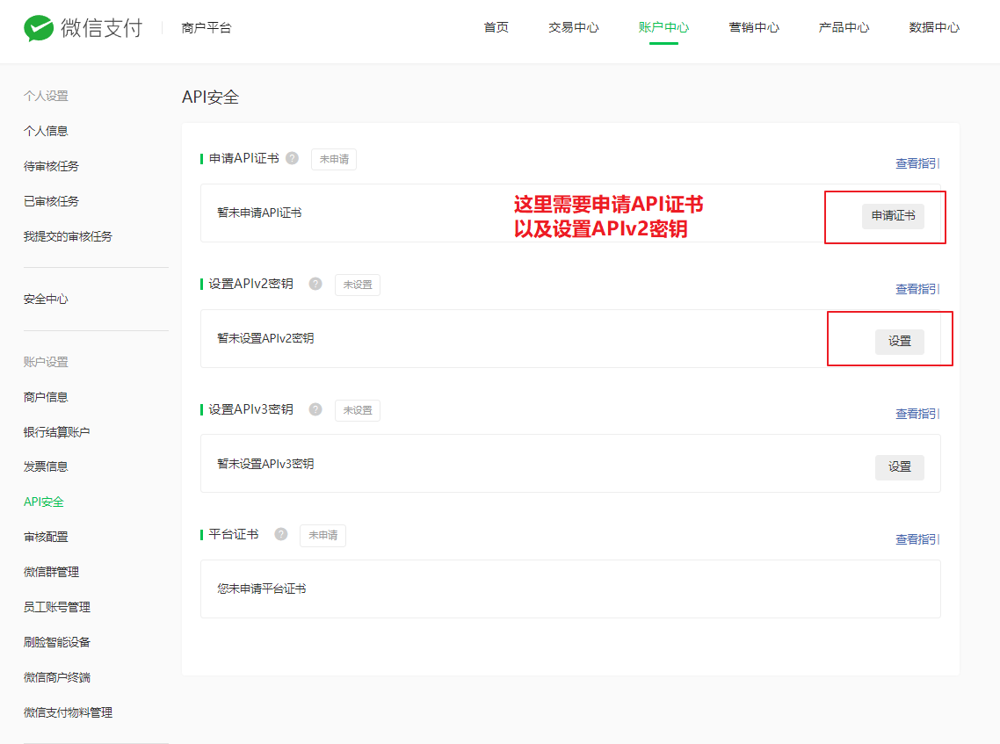 微信支付 商户平台 首页 交易中心 账户中心 营销中心 产品中心 数据中心
个人设置
个人信息
待审核任务
已审核任务
我提交的审核任务
安全中心
账户设置
商户信息
银行结算账户
发票信息
API安全
审核配置
微信群管理
员工账号管理
刷脸智能设备
微信商户终端
微信支付物料管理
API安全
申请API证书 ? 未申请 查看指引
暂未申请API证书 申请证书
这里需要申请API证书
以及设置APIv2密钥
设置APIv2密钥 ? 未设置 查看指引
暂未设置APIv2密钥 设置
设置APIv3密钥 ? 未设置 查看指引
暂未设置APIv3密钥 设置
平台证书 ? 未申请 查看指引
您未申请平台证书